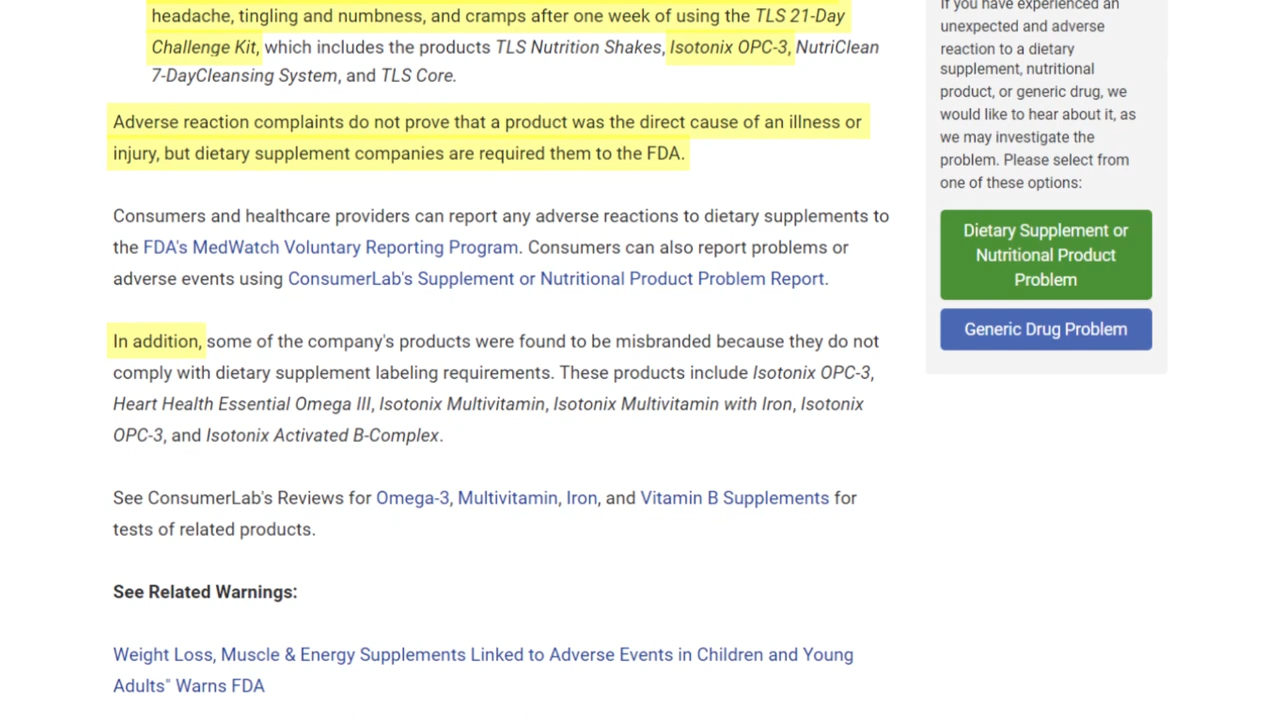 headache, tingling and numbness, and cramps after one week of using the TLS 21-Day
Challenge Kit, which includes the products TLS Nutrition Shakes, Isotonix OPC-3, NutriClean
7-DayCleansing System, and TLS Core.
Adverse reaction complaints do not prove that a product was the direct cause of an illness or
injury, but dietary supplement companies are required them to the FDA.
Consumers and healthcare providers can report any adverse reactions to dietary supplements to
the FDA's MedWatch Voluntary Reporting Program. Consumers can also report problems or
adverse events using ConsumerLab's Supplement or Nutritional Product Problem Report.
In addition, some of the company's products were found to be misbranded because they do not
comply with dietary supplement labeling requirements. These products include Isotonix OPC-3,
Heart Health Essential Omega III, Isotonix Multivitamin, Isotonix Multivitamin with Iron, Isotonix
OPC-3, and Isotonix Activated B-Complex.
See ConsumerLab's Reviews for Omega-3, Multivitamin, Iron, and Vitamin B Supplements for
tests of related products.
See Related Warnings:
Weight Loss, Muscle & Energy Supplements Linked to Adverse Events in Children and Young
Adults" Warns FDA
If you have experienced an
unexpected and adverse
reaction to a dietary
supplement, nutritional
product, or generic drug, we
would like to hear about it, as
we may investigate the
problem. Please select from
one of these options:
Dietary Supplement or
Nutritional Product
Problem
Generic Drug Problem